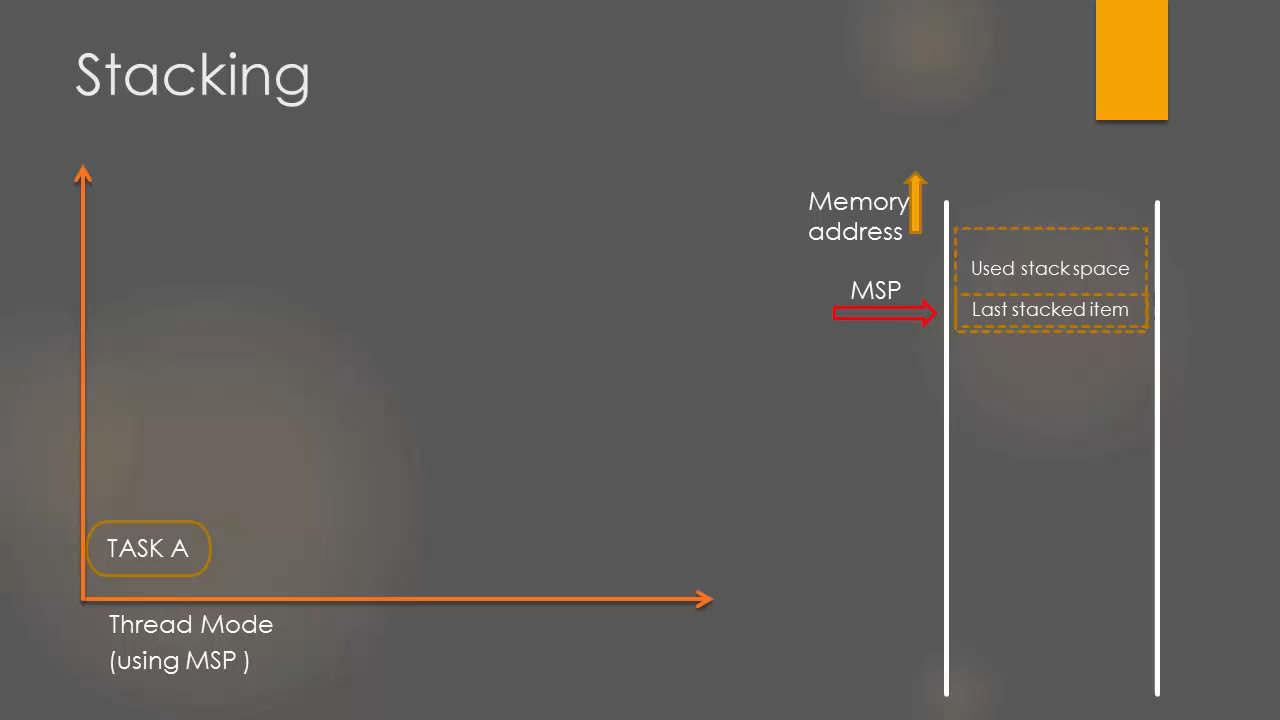 Stacking
Memory
address
MSP
Used stack space
Last stacked item
TASK A
Thread Mode
(using MSP )